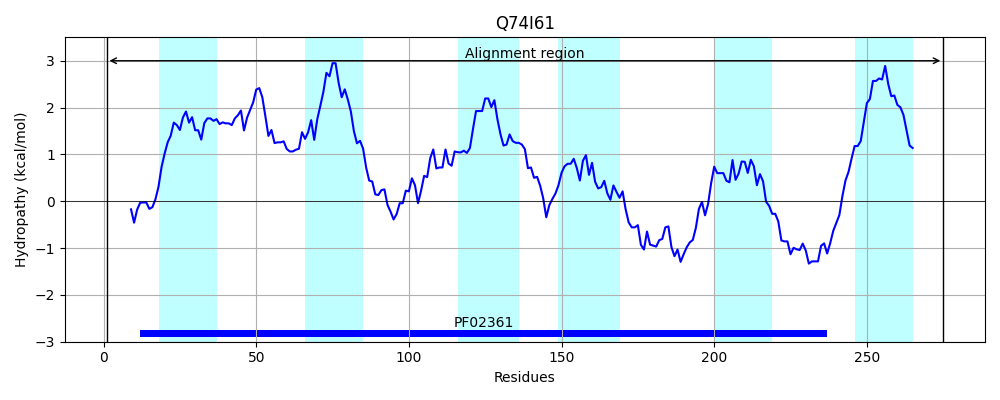 Q74I61
Alignment region
Hydropathy (kcal/mol)
3
2
1
0
−1
−2
−3
PF02361
0
50
100
150
200
250
Residues